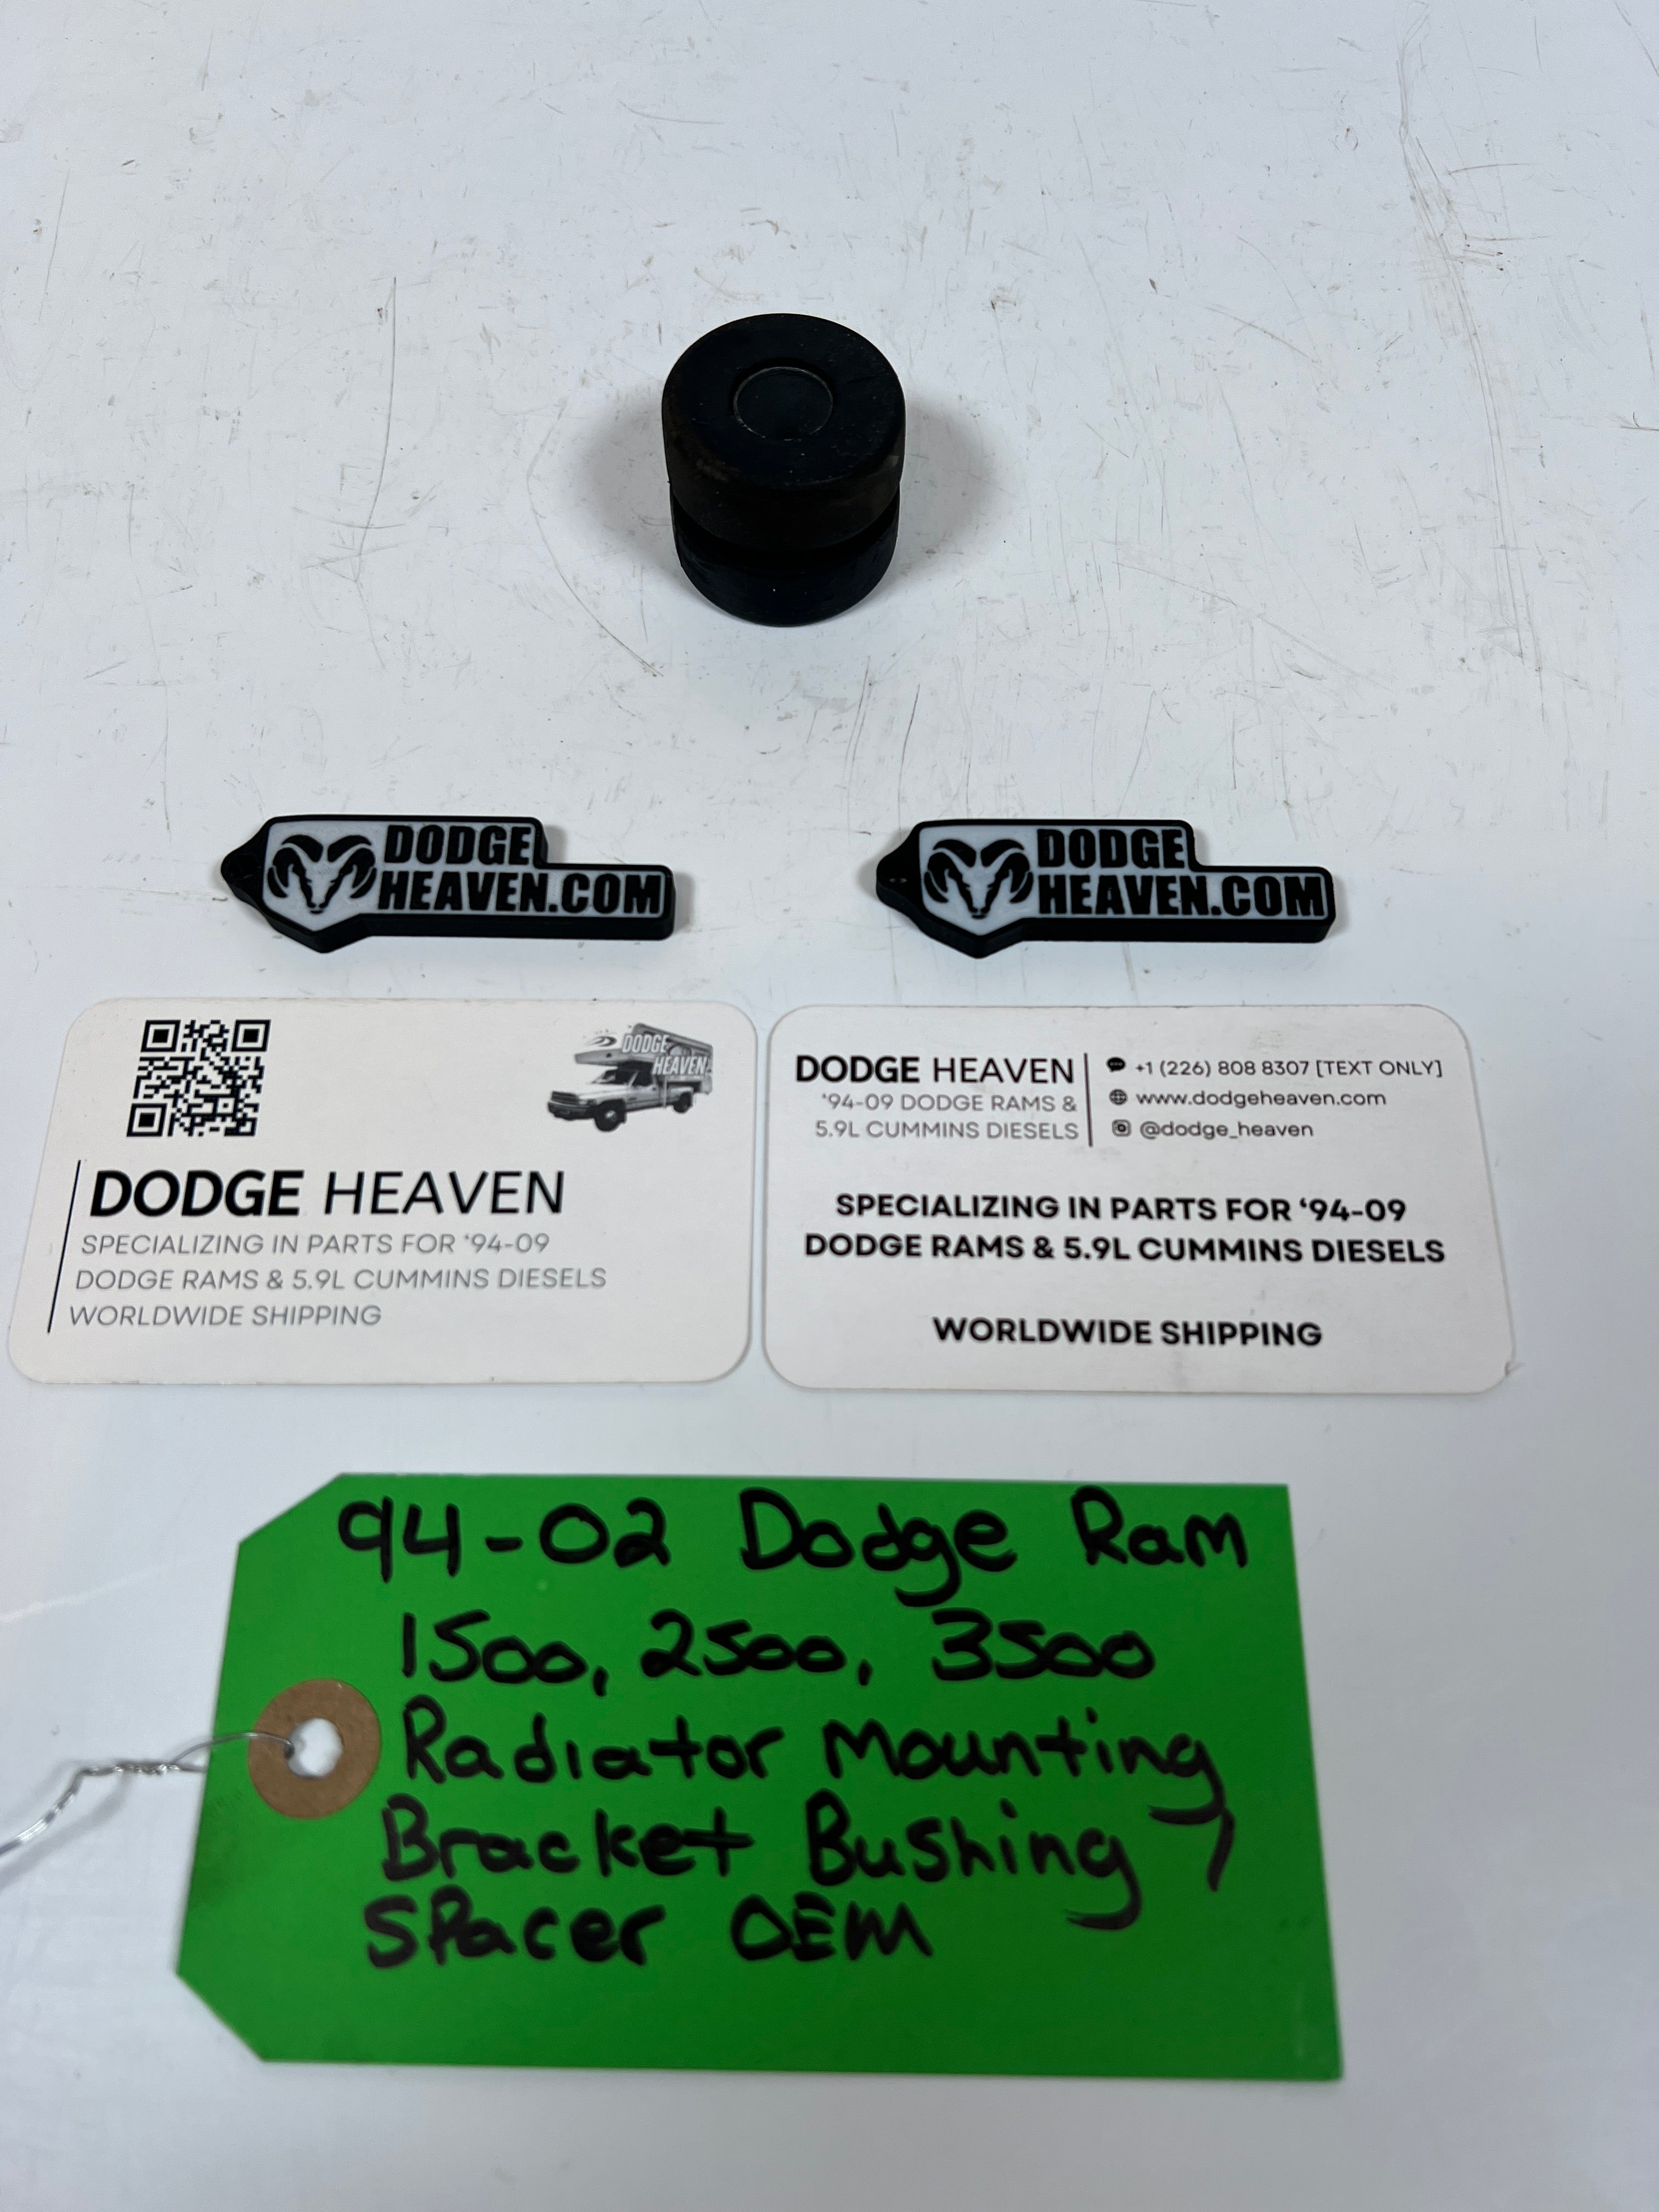 DODGE
HEAVEN.COM
DODGE
HEAVEN.COM
DODGE
HEAVEN
DODGE HEAVEN
SPECIALIZING IN PARTS FOR '94-09
DODGE RAMS & 5.9L CUMMINS DIESELS
WORLDWIDE SHIPPING
DODGE HEAVEN
'94-09 DODGE RAMS &
5.9L CUMMINS DIESELS
+1 (226) 808 8307 [TEXT ONLY]
www.dodgeheaven.com
@dodge_heaven
SPECIALIZING IN PARTS FOR '94-09
DODGE RAMS & 5.9L CUMMINS DIESELS
WORLDWIDE SHIPPING
94-02 Dodge Ram
1500, 2500, 3500
Radiator Mounting
Bracket Bushing /
Spacer OEM